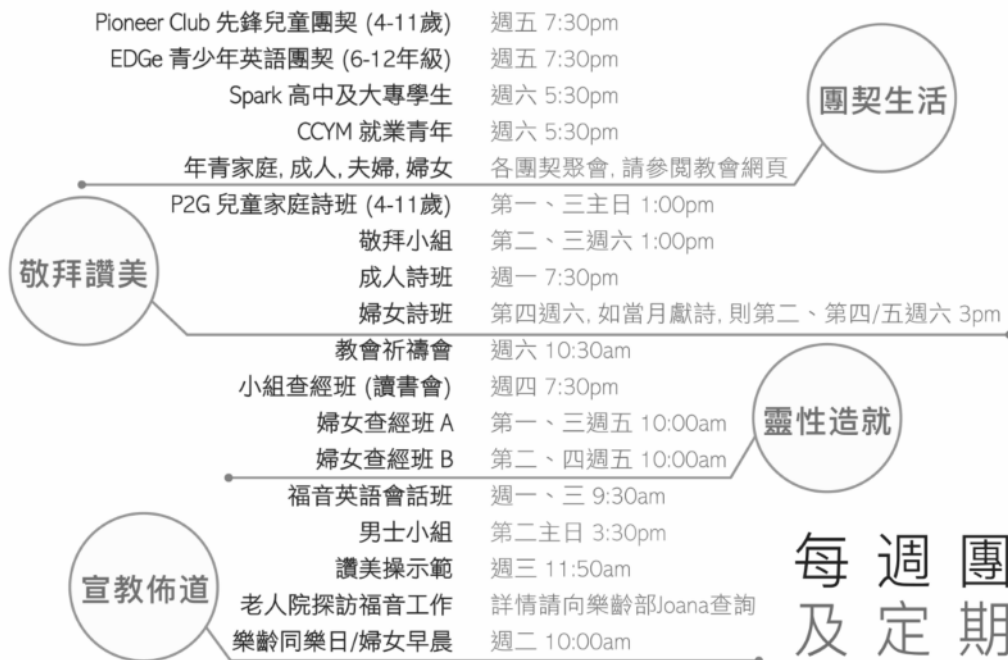 Pioneer Club 先鋒兒童團契 (4-11歲) 週五 7:30pm
EDGe 青少年英語團契 (6-12年級) 週五 7:30pm
Spark 高中及大專學生 週六 5:30pm
CCYM 就業青年 週六 5:30pm
年青家庭, 成人, 夫婦, 婦女 各團契聚會, 請參閱教會網頁
團契生活
P2G 兒童家庭詩班 (4-11歲) 第一、三主日 1:00pm
敬拜小組 第二、三週六 1:00pm
成人詩班 週一 7:30pm
婦女詩班 第四週六, 如當月獻詩, 則第二、第四/五週六 3pm
敬拜讚美
教會祈禱會 週六 10:30am
小組查經班 (讀書會) 週四 7:30pm
婦女查經班 A 第一、三週五 10:00am
婦女查經班 B 第二、四週五 10:00am
靈性造就
福音英語會話班 週一、三 9:30am
男士小組 第二主日 3:30pm
讚美操示範 週三 11:50am
老人院探訪福音工作 詳情請向樂齡部Joana查詢
樂齡同樂日/婦女早晨 週二 10:00am
宣教佈道
每週團
及定期